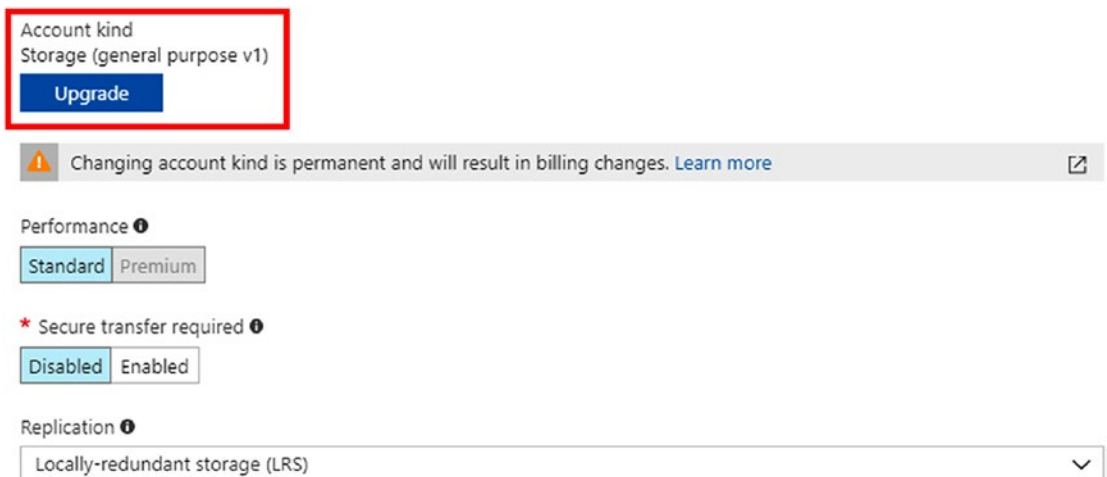 Account kind
Storage (general purpose v1)
Upgrade
Changing account kind is permanent and will result in billing changes. Learn more
Performance
Standard Premium
* Secure transfer required
Disabled Enabled
Replication
Locally-redundant storage (LRS)